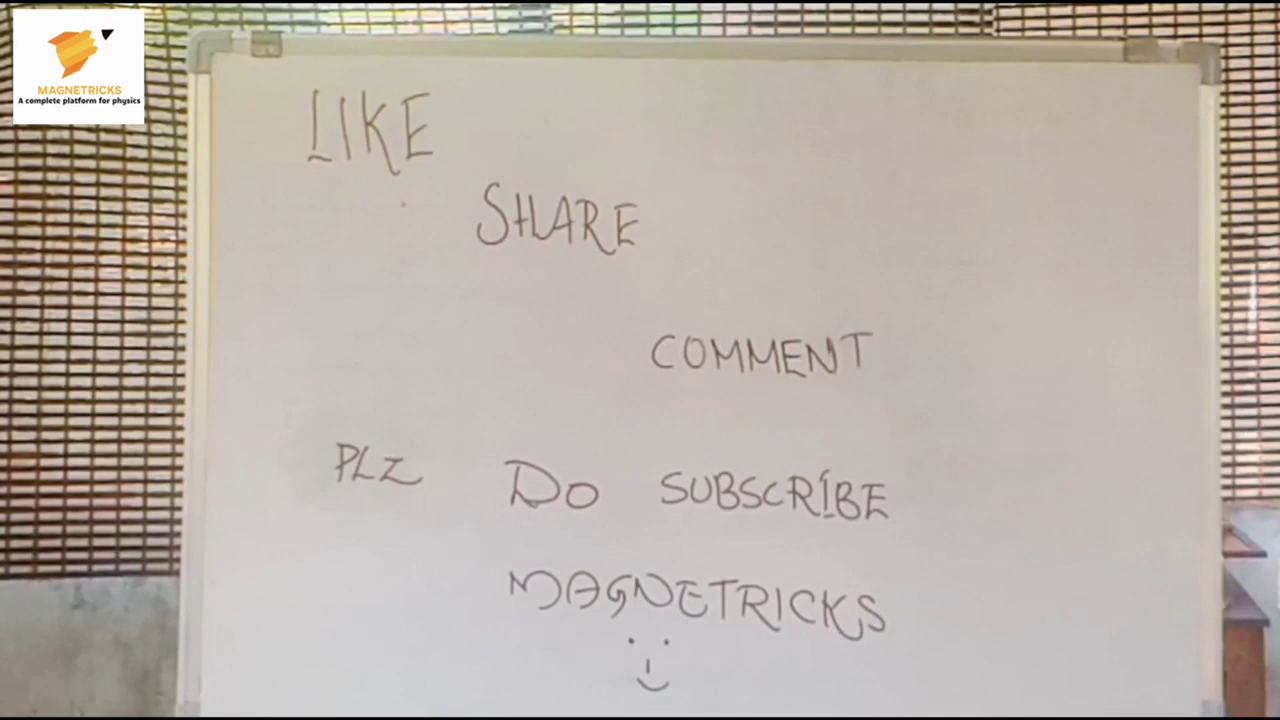 MAGNETRICKS
A complete platform for physics
LIKE
SHARE
COMMENT
PLZ DO SUBSCRIBE
MAGNETRICKS